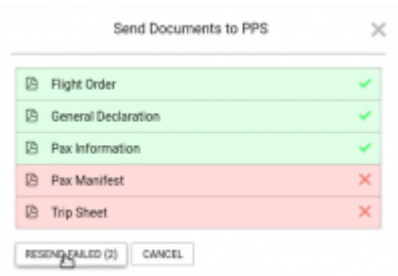 Send Documents to PPS
Flight Order
General Declaration
Pax Information
Pax Manifest
Trip Sheet
RESEND FAILED (2) CANCEL